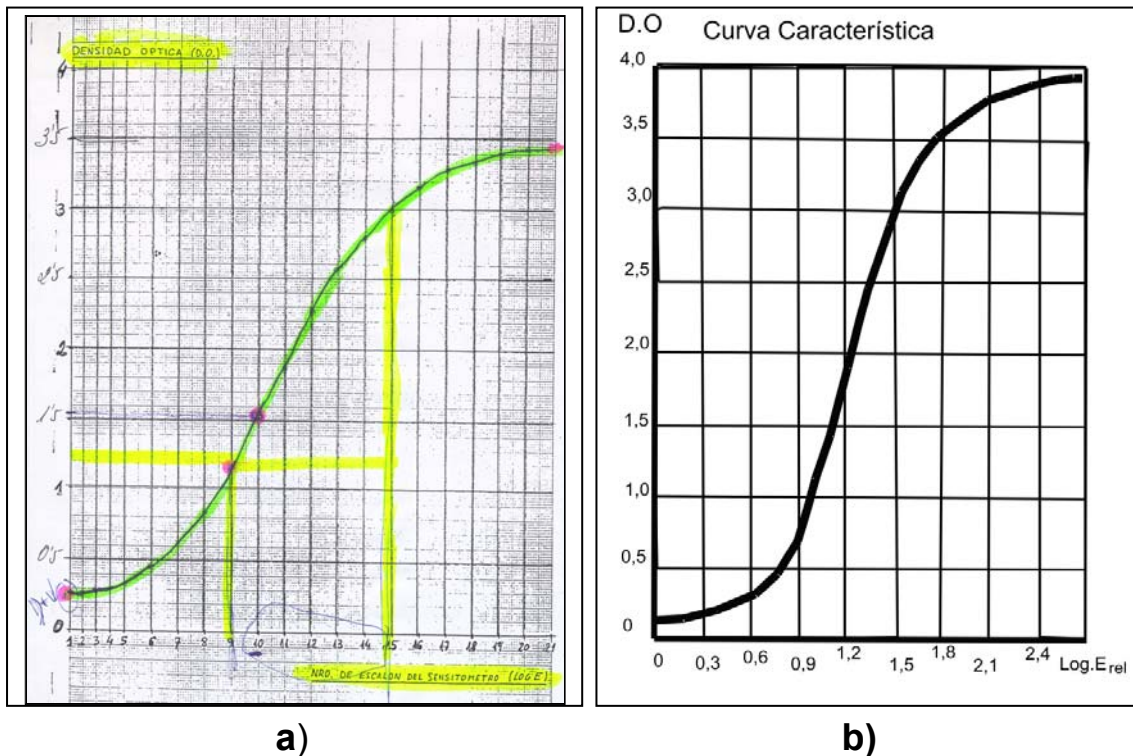 DENSIDAD OPTICA (D.O.)
4
3'5
3
2'5
2
1'5
1
0'5
0
1 2 3 4 5 6 7 8 9 10 11 12 13 14 15 16 17 18 19 20 21
NRO. DE ESCALON DEL SENSITOMETRO (LOG E)
a)
D.O Curva Característica
4,0
3,5
3,0
2,5
2,0
1,5
1,0
0,5
0
0 0,3 0,6 0,9 1,2 1,5 1,8 2,1 2,4 Log.E rel
b)